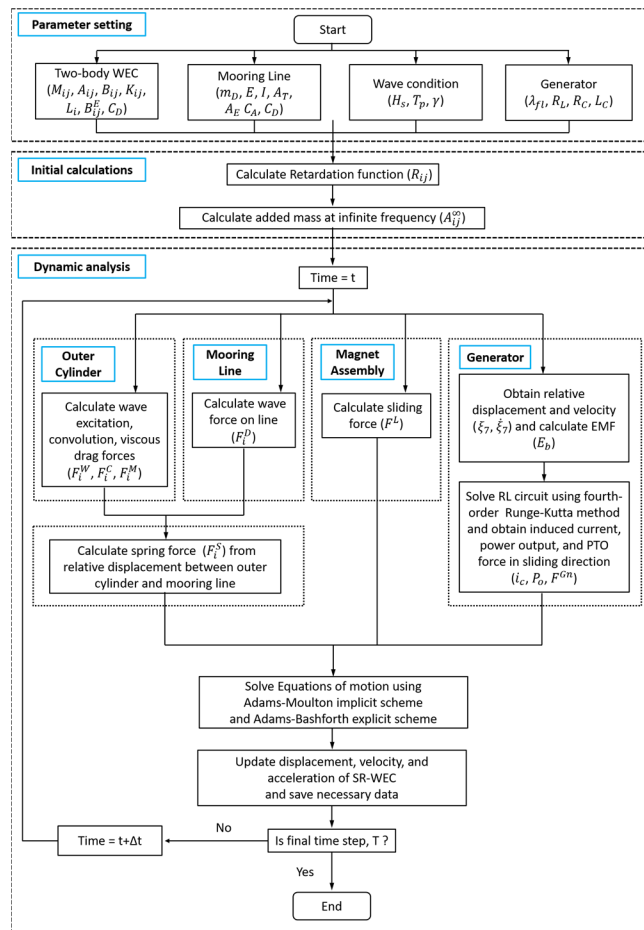 Parameter setting
Start
Two-body WEC
(M_ij, A_ij, B_ij, K_ij,
L_i, B^E_ij, C_D)
Mooring Line
(m_D, E, I, A_T,
A_E C_A, C_D)
Wave condition
(H_s, T_p, γ)
Generator
(λ_fl, R_L, R_C, L_C)
Initial calculations
Calculate Retardation function (R_ij)
Calculate added mass at infinite frequency (A^∞_ij)
Dynamic analysis
Time = t
Outer
Cylinder
Calculate wave
excitation,
convolution, viscous
drag forces
(F^W_i, F^C_i, F^M_i)
Mooring
Line
Calculate wave
force on line
(F^D_i)
Magnet
Assembly
Calculate sliding
force (F^L)
Generator
Obtain relative
displacement and velocity
(ξ_7, ξ̇_7) and calculate EMF
(E_b)
Solve RL circuit using fourth-
order Runge-Kutta method
and obtain induced current,
power output, and PTO
force in sliding direction
(i_c, P_o, F^Gn)
Calculate spring force (F^S_i) from
relative displacement between outer
cylinder and mooring line
Solve Equations of motion using
Adams-Moulton implicit scheme
and Adams-Bashforth explicit scheme
Update displacement, velocity, and
acceleration of SR-WEC
and save necessary data
Time = t+Δt
No
Is final time step, T ?
Yes
End